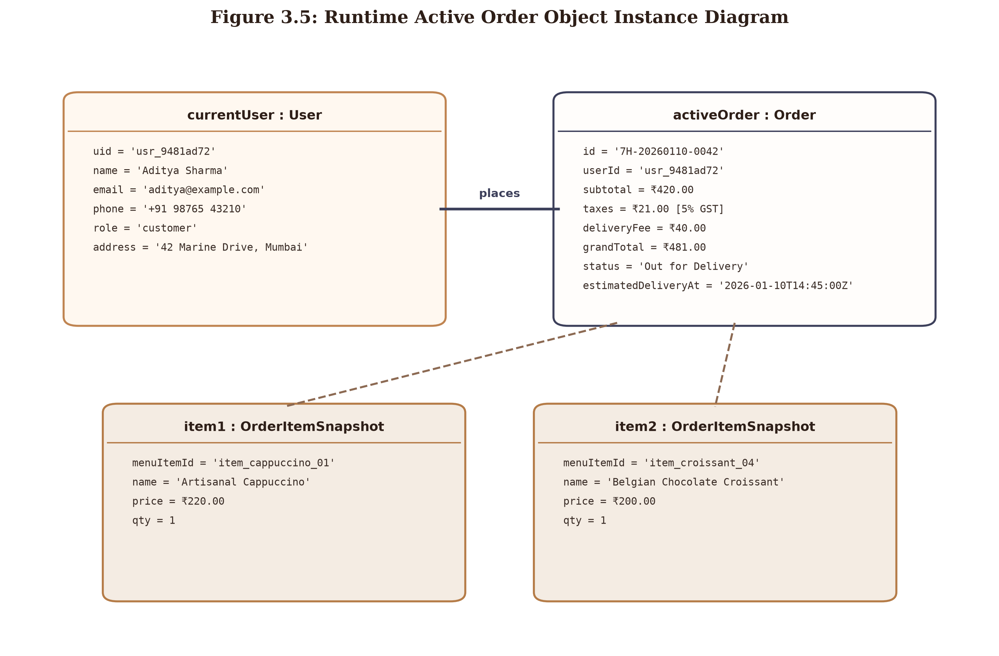 Figure 3.5: Runtime Active Order Object Instance Diagram
currentUser : User
uid = 'usr_9481ad72'
name = 'Aditya Sharma'
email = 'aditya@example.com'
phone = '+91 98765 43210'
role = 'customer'
address = '42 Marine Drive, Mumbai'
places
activeOrder : Order
id = '7H-20260110-0042'
userId = 'usr_9481ad72'
subtotal = ₹420.00
taxes = ₹21.00 [5% GST]
deliveryFee = ₹40.00
grandTotal = ₹481.00
status = 'Out for Delivery'
estimatedDeliveryAt = '2026-01-10T14:45:00Z'
item1 : OrderItemSnapshot
menuItemId = 'item_cappuccino_01'
name = 'Artisanal Cappuccino'
price = ₹220.00
qty = 1
item2 : OrderItemSnapshot
menuItemId = 'item_croissant_04'
name = 'Belgian Chocolate Croissant'
price = ₹200.00
qty = 1